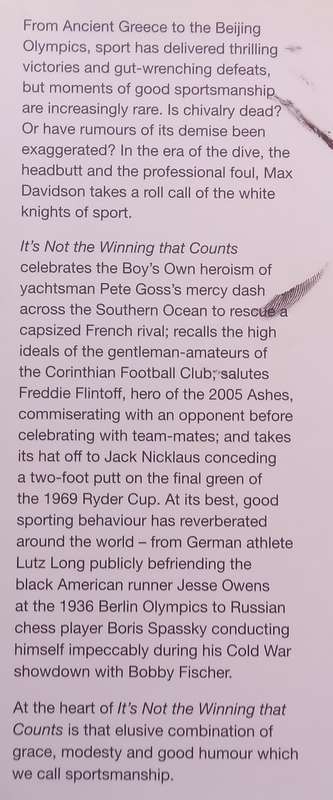 From Ancient Greece to the Beijing
Olympics, sport has delivered thrilling
victories and gut-wrenching defeats,
but moments of good sportsmanship
are increasingly rare. Is chivalry dead?
Or have rumours of its demise been
exaggerated? In the era of the dive, the
headbutt and the professional foul, Max
Davidson takes a roll call of the white
knights of sport.
It's Not the Winning that Counts
celebrates the Boy's Own heroism of
yachtsman Pete Goss's mercy dash
across the Southern Ocean to rescue a
capsized French rival; recalls the high
ideals of the gentleman-amateurs of
the Corinthian Football Club; salutes
Freddie Flintoff, hero of the 2005 Ashes,
commiserating with an opponent before
celebrating with team-mates; and takes
its hat off to Jack Nicklaus conceding
a two-foot putt on the final green of
the 1969 Ryder Cup. At its best, good
sporting behaviour has reverberated
around the world – from German athlete
Lutz Long publicly befriending the
black American runner Jesse Owens
at the 1936 Berlin Olympics to Russian
chess player Boris Spassky conducting
himself impeccably during his Cold War
showdown with Bobby Fischer.
At the heart of It's Not the Winning that
Counts is that elusive combination of
grace, modesty and good humour which
we call sportsmanship.